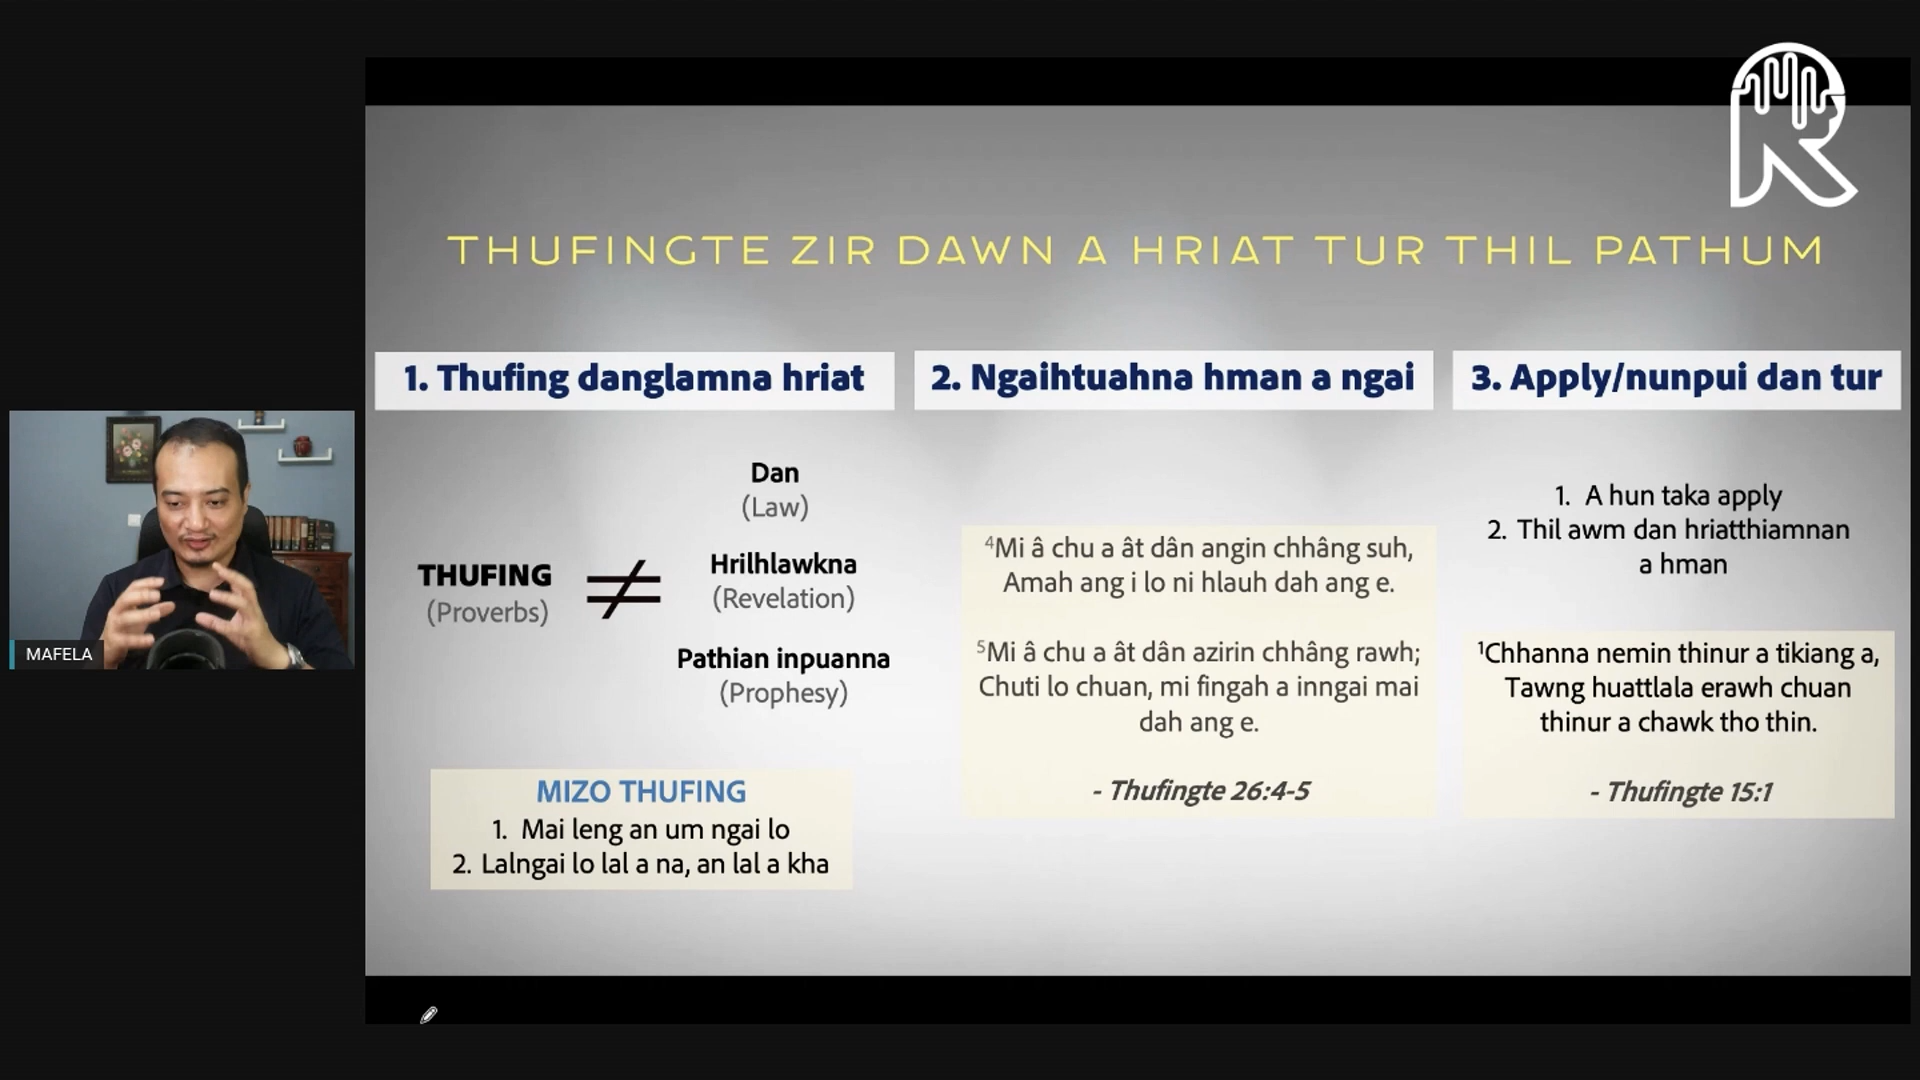 THUFINGTE ZIR DAWN A HRIAT TUR THIL PATHUM
1. Thufing danglamna hriat
Dan
(Law)
THUFING
(Proverbs)
≠
Hrilhlawkna
(Revelation)
Pathian inpuanna
(Prophesy)
MIZO THUFING
1. Mai leng an um ngai lo
2. Lalngai lo lal a na, an lal a kha
2. Ngaihtuahna hman a ngai
4Mi â chu a ât dân angin chhâng suh,
Amah ang i lo ni hlauh dah ang e.
5Mi â chu a ât dân azirin chhâng rawh;
Chuti lo chuan, mi fingah a inngai mai
dah ang e.
- Thufingte 26:4-5
3. Apply/nunpui dan tur
1. A hun taka apply
2. Thil awm dan hriatthiamnan
a hman
1Chhanna nemin thinur a tikiang a,
Tawng huattlala erawh chuan
thinur a chawk tho thin.
- Thufingte 15:1
MAFELA